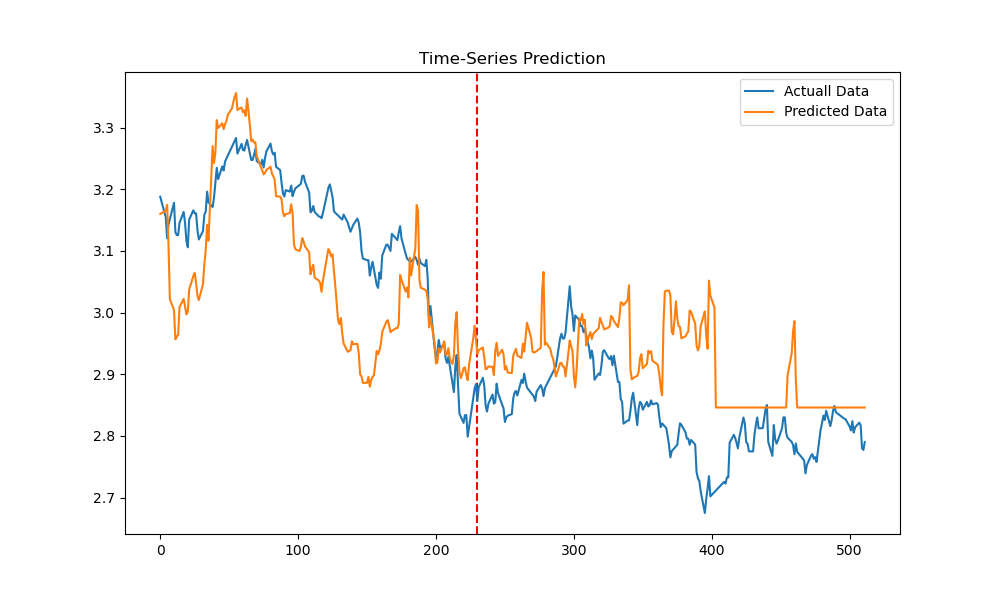 Time-Series Prediction
Actuall Data
Predicted Data
3.3
3.2
3.1
3.0
2.9
2.8
2.7
0 100 200 300 400 500